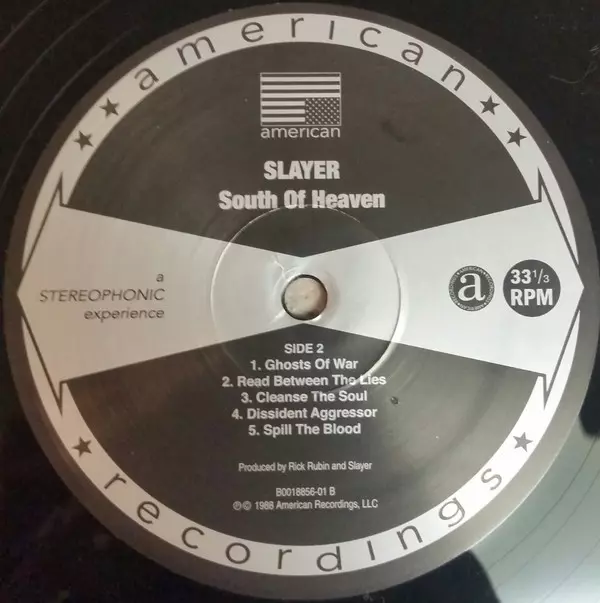 american
american
SLAYER
South Of Heaven
a
STEREOPHONIC
experience
a
33 1/3
RPM
SIDE 2
1. Ghosts Of War
2. Read Between The Lies
3. Cleanse The Soul
4. Dissident Aggressor
5. Spill The Blood
Produced by Rick Rubin and Slayer
B0018856-01 B
℗© 1988 American Recordings, LLC
recordings